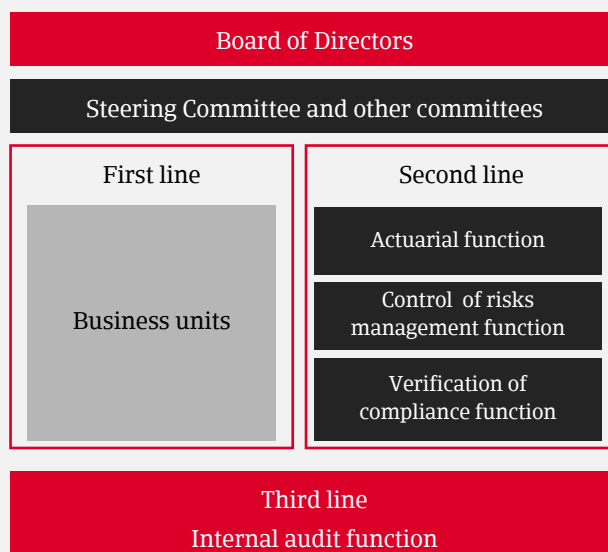 Board of Directors
Steering Committee and other committees
First line
Business units
Second line
Actuarial function
Control of risks
management function
Verification of
compliance function
Third line
Internal audit function